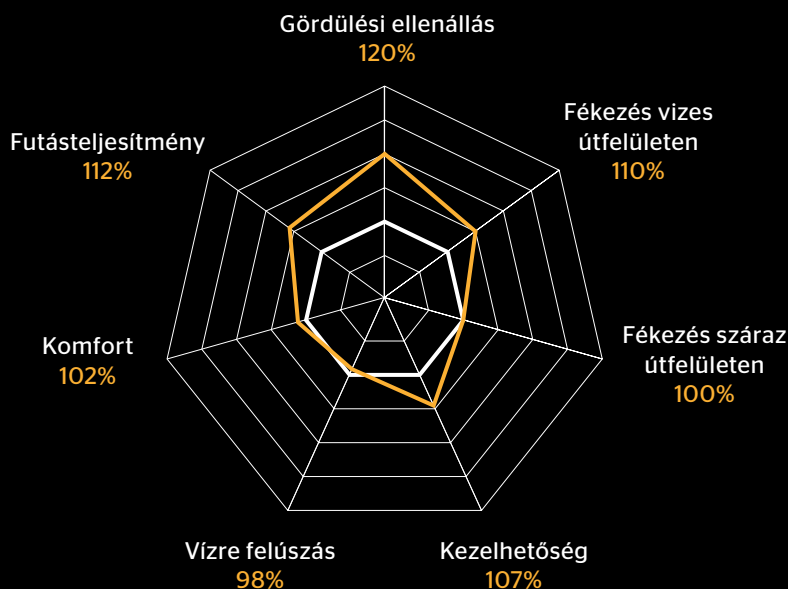 Gördülési ellenállás
120%
Fékezés vizes
útfelületen
110%
Futásteljesítmény
112%
Fékezés száraz
útfelületen
100%
Komfort
102%
Vízre felúszás
98%
Kezelhetőség
107%